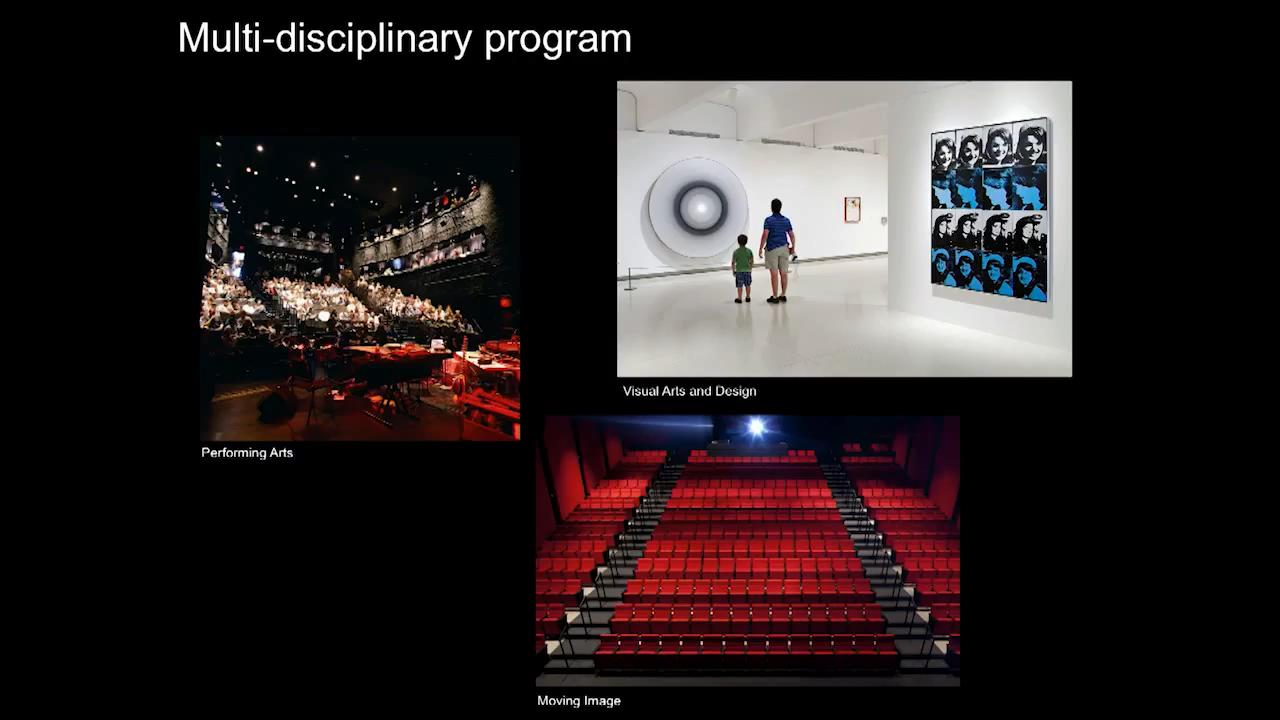 Multi-disciplinary program
Visual Arts and Design
Performing Arts
Moving Image